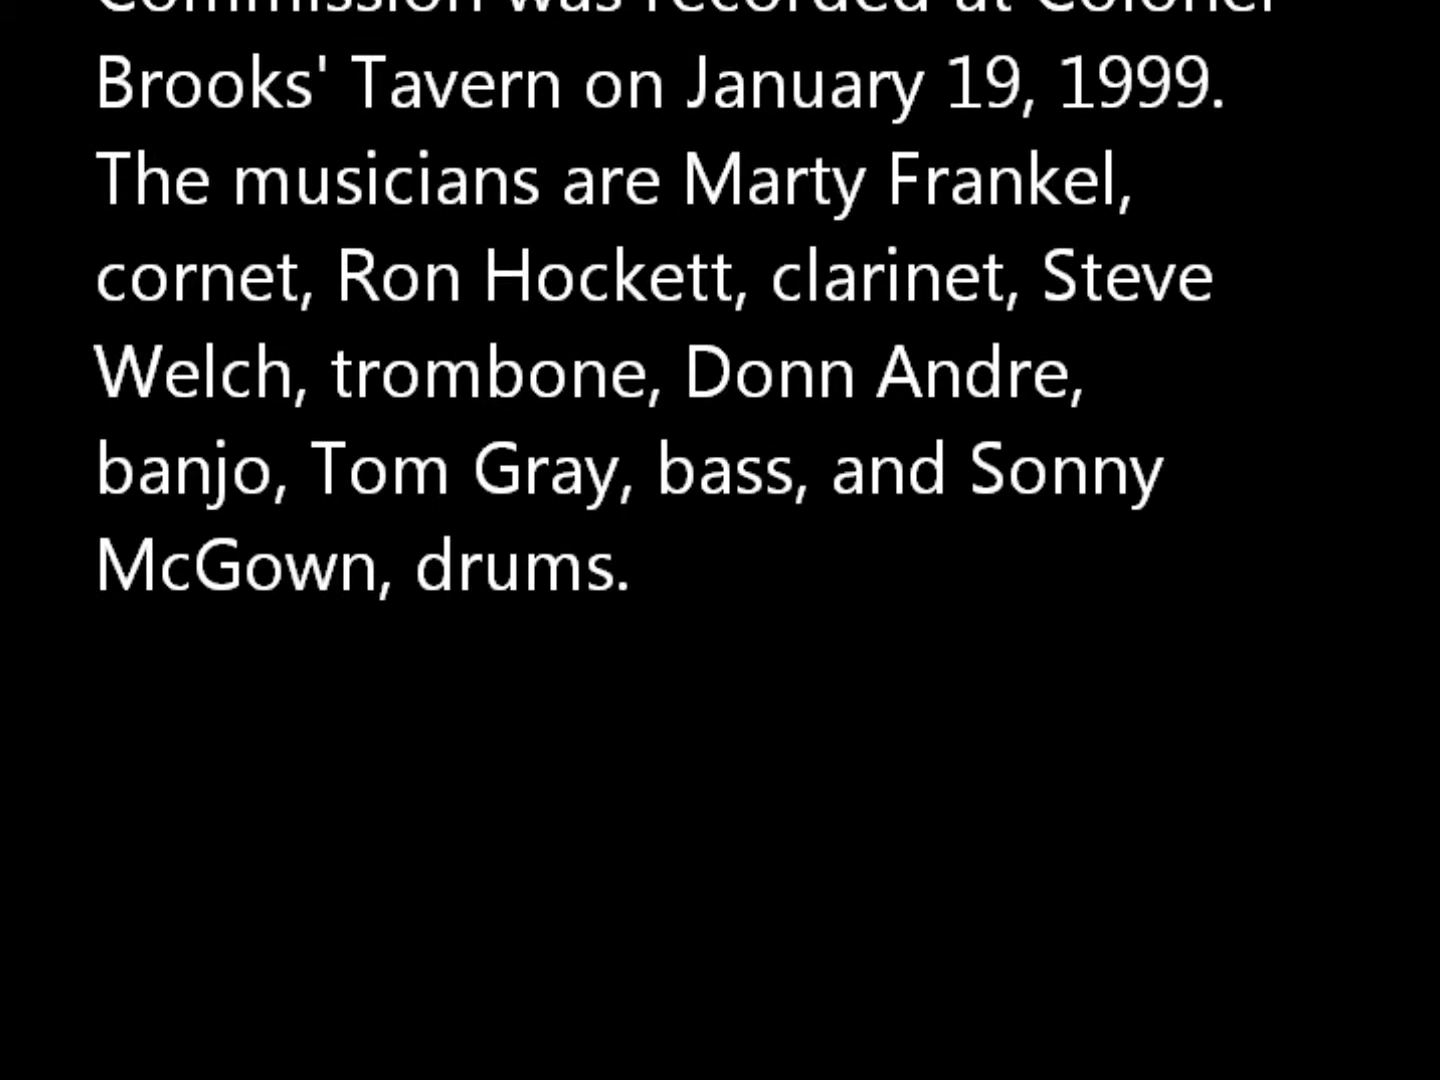 Commission was recorded at Colonel
Brooks' Tavern on January 19, 1999.
The musicians are Marty Frankel,
cornet, Ron Hockett, clarinet, Steve
Welch, trombone, Donn Andre,
banjo, Tom Gray, bass, and Sonny
McGown, drums.